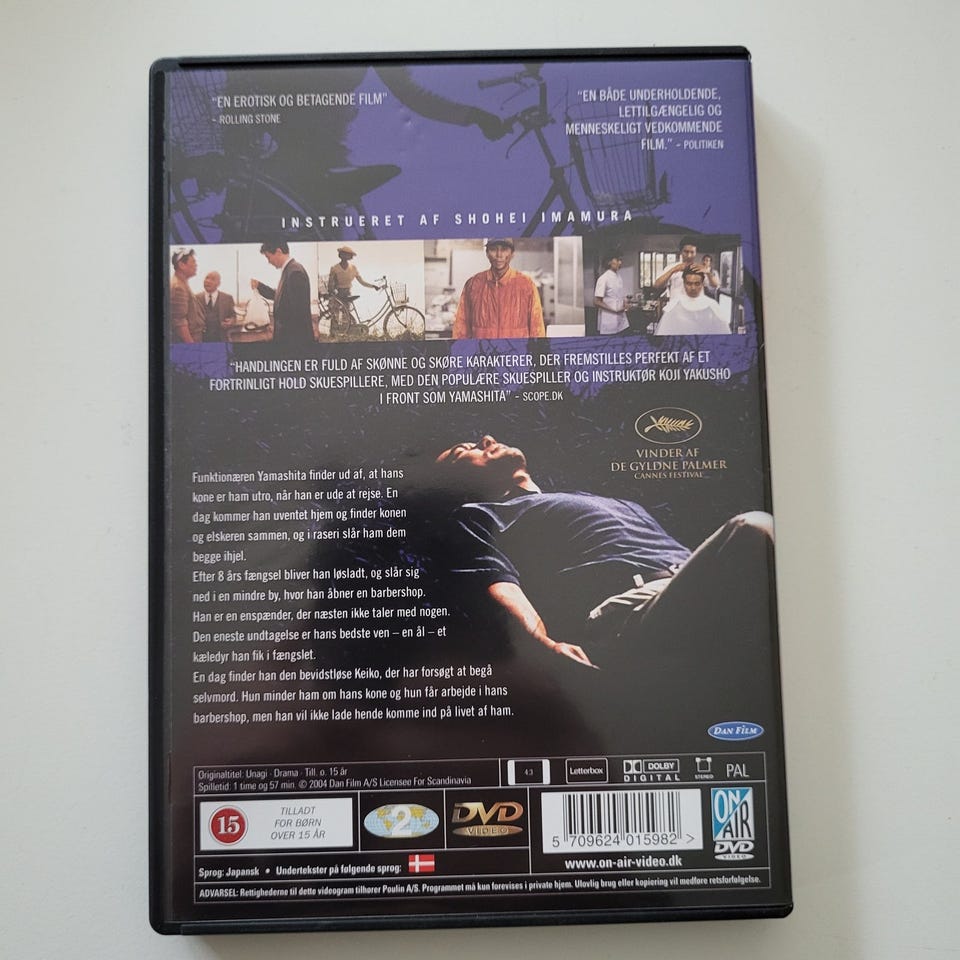 "EN EROTISK OG BETAGENDE FILM"
- ROLLING STONE
"EN BÅDE UNDERHOLDENDE,
LETTILGÆNGELIG OG
MENNESKELIGT VEDKOMMENDE
FILM." - POLITIKEN
INSTRUERET AF SHOHEI IMAMURA
"HANDLINGEN ER FULD AF SKØNNE OG SKØRE KARAKTERER, DER FREMSTILLES PERFEKT AF ET
FORTRINLIGT HOLD SKUESPILLERE, MED DEN POPULÆRE SKUESPILLER OG INSTRUKTØR KOJI YAKUSHO
I FRONT SOM YAMASHITA" - SCOPE.DK
VINDER AF
DE GYLDNE PALMER
CANNES FESTIVAL
Funktionæren Yamashita finder ud af, at hans
kone er ham utro, når han er ude at rejse. En
dag kommer han uventet hjem og finder konen
og elskeren sammen, og i raseri slår ham dem
begge ihjel.
Efter 8 års fængsel bliver han løsladt, og slår sig
ned i en mindre by, hvor han åbner en barbershop.
Han er en enspænder, der næsten ikke taler med nogen.
Den eneste undtagelse er hans bedste ven – en ål – et
kæledyr han fik i fængslet.
En dag finder han den bevidstløse Keiko, der har forsøgt at begå
selvmord. Hun minder ham om hans kone og hun får arbejde i hans
barbershop, men han vil ikke lade hende komme ind på livet af ham.
DAN FILM
Originaltitel: Unagi · Drama · Till. o. 15 år
Spilletid: 1 time og 57 min. © 2004 Dan Film A/S Licensee For Scandinavia
4:3
Letterbox
DOLBY
DIGITAL
STEREO
PAL
15
TILLADT
FOR BØRN
OVER 15 ÅR
2
DVD
VIDEO
5 709624 015982 >
www.on-air-video.dk
ON
AIR
DVD
VIDEO
Sprog: Japansk • Undertekster på følgende sprog:
ADVARSEL: Rettighederne til dette videogram tilhører Poulin A/S. Programmet må kun forevises i private hjem. Ulovlig brug eller kopiering vil medføre retsforfølgelse.